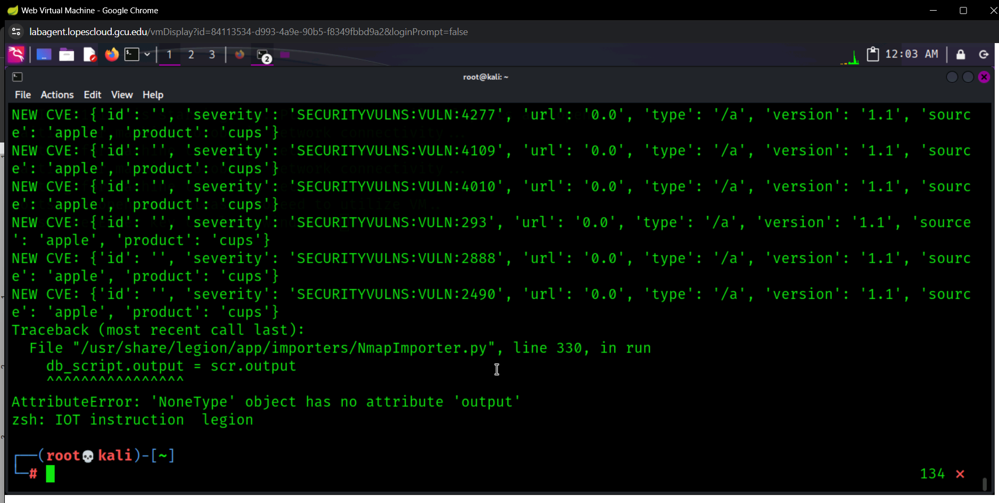 Web Virtual Machine - Google Chrome
labagent.lopescloud.gcu.edu/vmDisplay?id=84113534-d993-4a9e-90b5-f8349fbbd9a2&loginPrompt=false
1 2 3 2 12:03 AM
root@kali: ~
File Actions Edit View Help
NEW CVE: {'id': '', 'severity': 'SECURITYVULNS:VULN:4277', 'url': '0.0', 'type': '/a', 'version': '1.1', 'sourc
e': 'apple', 'product': 'cups'}
NEW CVE: {'id': '', 'severity': 'SECURITYVULNS:VULN:4109', 'url': '0.0', 'type': '/a', 'version': '1.1', 'sourc
e': 'apple', 'product': 'cups'}
NEW CVE: {'id': '', 'severity': 'SECURITYVULNS:VULN:4010', 'url': '0.0', 'type': '/a', 'version': '1.1', 'sourc
e': 'apple', 'product': 'cups'}
NEW CVE: {'id': '', 'severity': 'SECURITYVULNS:VULN:293', 'url': '0.0', 'type': '/a', 'version': '1.1', 'source
': 'apple', 'product': 'cups'}
NEW CVE: {'id': '', 'severity': 'SECURITYVULNS:VULN:2888', 'url': '0.0', 'type': '/a', 'version': '1.1', 'sourc
e': 'apple', 'product': 'cups'}
NEW CVE: {'id': '', 'severity': 'SECURITYVULNS:VULN:2490', 'url': '0.0', 'type': '/a', 'version': '1.1', 'sourc
e': 'apple', 'product': 'cups'}
Traceback (most recent call last):
File "/usr/share/legion/app/importers/NmapImporter.py", line 330, in run
db_script.output = scr.output
^^^^^^^^^^^^^^^^
AttributeError: 'NoneType' object has no attribute 'output'
zsh: IOT instruction legion
┌──(root💀kali)-[~]
└─# 134 ×